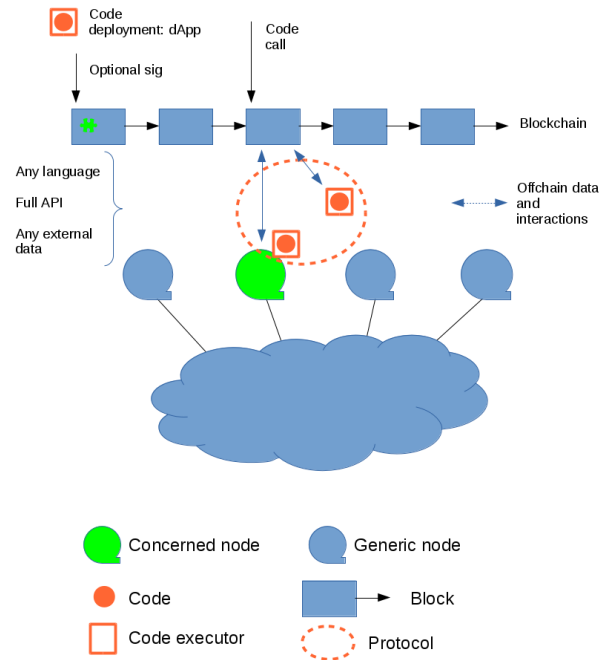 Code
deployment: dApp
Code
call
Optional sig
Blockchain
Any language
Full API
Any external
data
Offchain data
and
interactions
Concerned node
Generic node
Code
Block
Code executor
Protocol